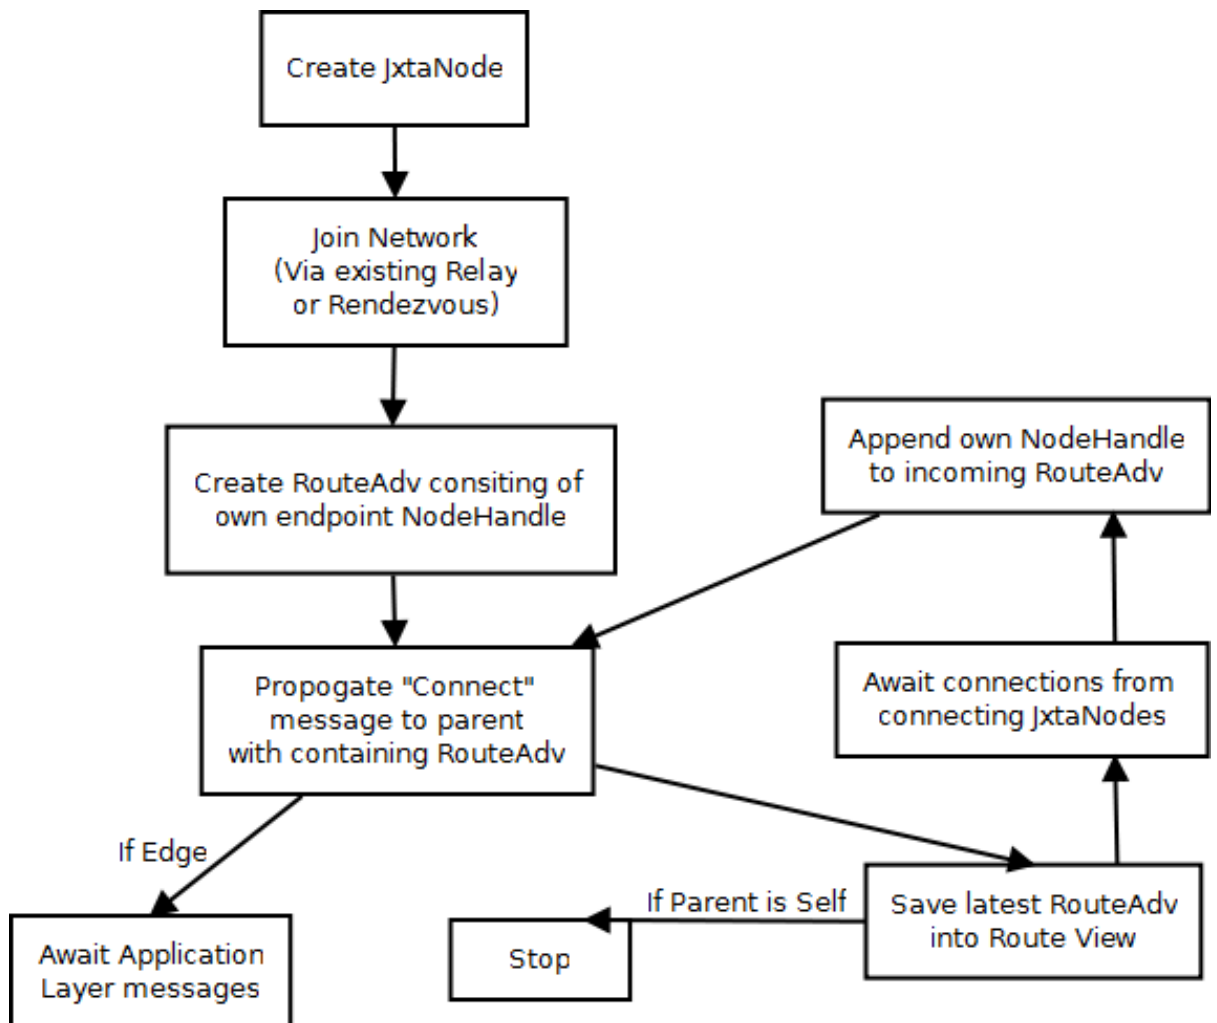 Create JxtaNode
Join Network
(Via existing Relay
or Rendezvous)
Create RouteAdv consiting of
own endpoint NodeHandle
Append own NodeHandle
to incoming RouteAdv
Propogate "Connect"
message to parent
with containing RouteAdv
Await connections from
connecting JxtaNodes
If Edge
If Parent is Self
Save latest RouteAdv
into Route View
Await Application
Layer messages
Stop